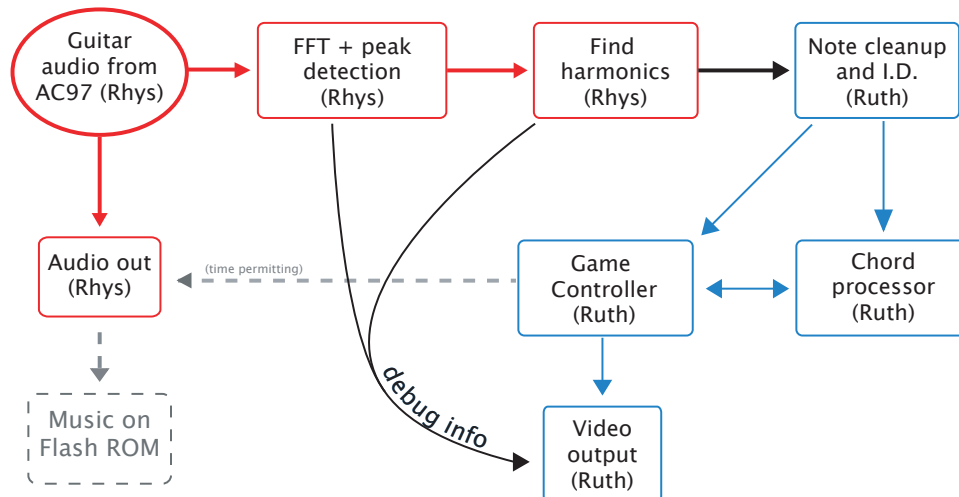 Guitar
audio from
AC97 (Rhys)
FFT + peak
detection
(Rhys)
Find
harmonics
(Rhys)
Note cleanup
and I.D.
(Ruth)
Audio out
(Rhys)
(time permitting)
Game
Controller
(Ruth)
Chord
processor
(Ruth)
debug info
Music on
Flash ROM
Video
output
(Ruth)